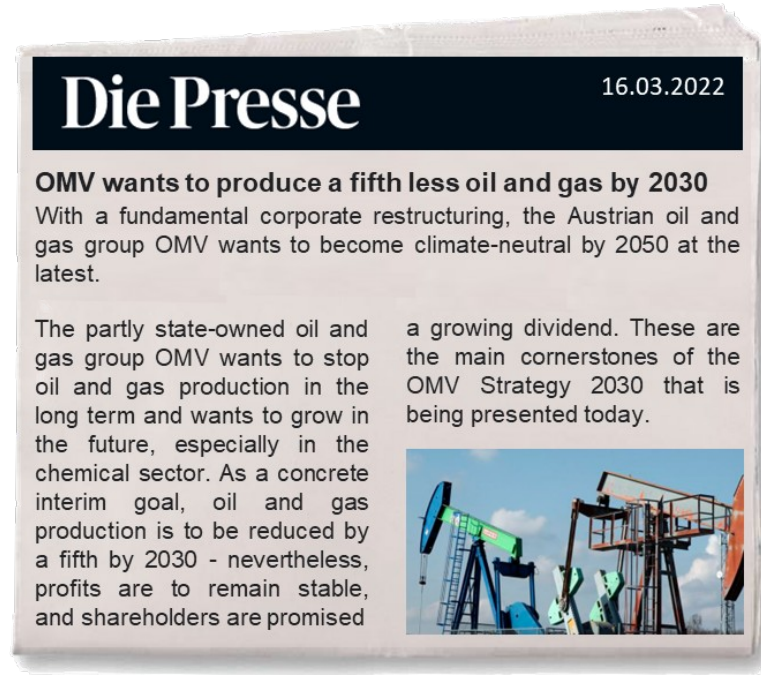 Die Presse
16.03.2022
OMV wants to produce a fifth less oil and gas by 2030
With a fundamental corporate restructuring, the Austrian oil and
gas group OMV wants to become climate-neutral by 2050 at the
latest.
The partly state-owned oil and
gas group OMV wants to stop
oil and gas production in the
long term and wants to grow in
the future, especially in the
chemical sector. As a concrete
interim goal, oil and gas
production is to be reduced by
a fifth by 2030 - nevertheless,
profits are to remain stable,
and shareholders are promised
a growing dividend. These are
the main cornerstones of the
OMV Strategy 2030 that is
being presented today.